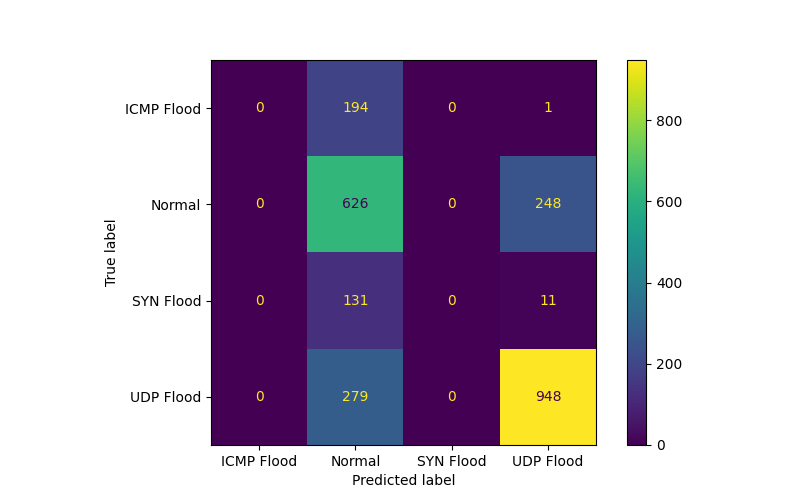 ICMP Flood 0 194 0 1
Normal 0 626 0 248
SYN Flood 0 131 0 11
UDP Flood 0 279 0 948
ICMP Flood Normal SYN Flood UDP Flood
Predicted label
True label
800
600
400
200
0